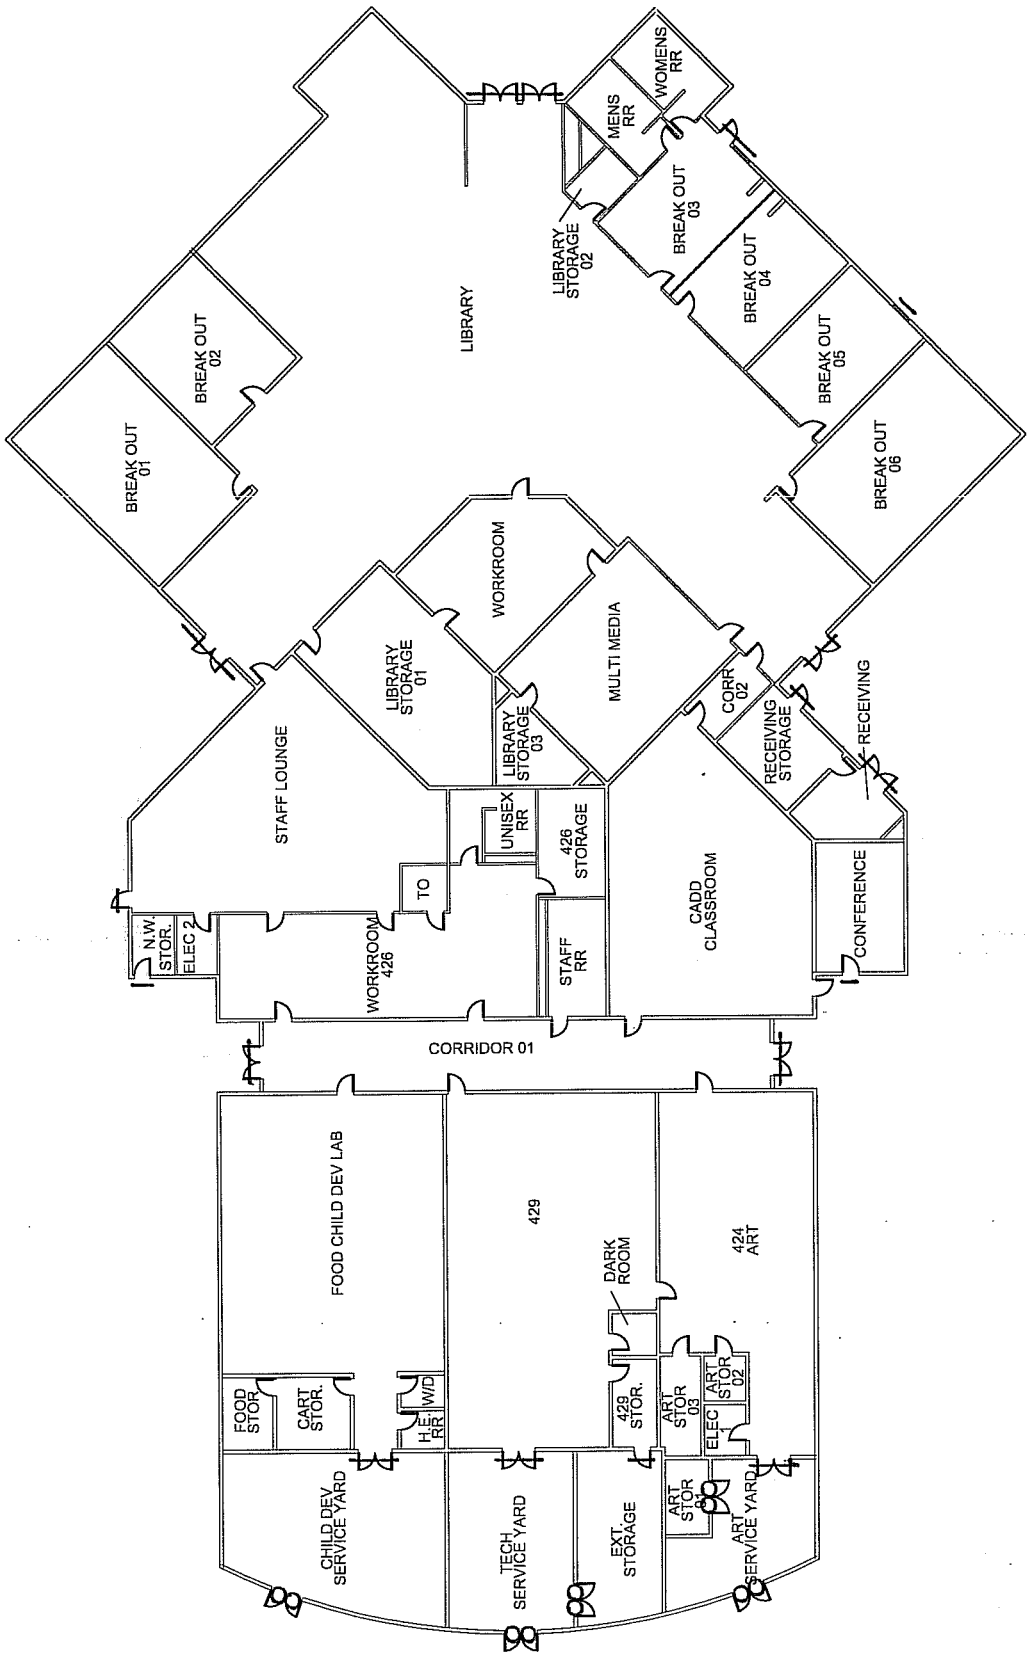 WOMENS
RR
MENS
RR
BREAK OUT
03
LIBRARY
STORAGE
02
BREAK OUT
04
LIBRARY
BREAK OUT
02
BREAK OUT
05
BREAK OUT
01
BREAK OUT
06
WORKROOM
MULTI MEDIA
LIBRARY
STORAGE
01
CORR
02
RECEIVING
LIBRARY
STORAGE
03
RECEIVING
STORAGE
STAFF LOUNGE
UNISEX
RR
426
STORAGE
TO
CADD
CLASSROOM
CONFERENCE
N.W.
STOR.
ELEC 2
WORKROOM
426
STAFF
RR
CORRIDOR 01
FOOD CHILD DEV LAB
429
424
ART
DARK
ROOM
FOOD
STOR
CART
STOR.
W/D
H.E.
RR
429
STOR.
ART
STOR
03
ART
STOR
02
ELEC
1
CHILD DEV
SERVICE YARD
TECH
SERVICE YARD
EXT.
STORAGE
ART
STOR
01
ART
SERVICE YARD